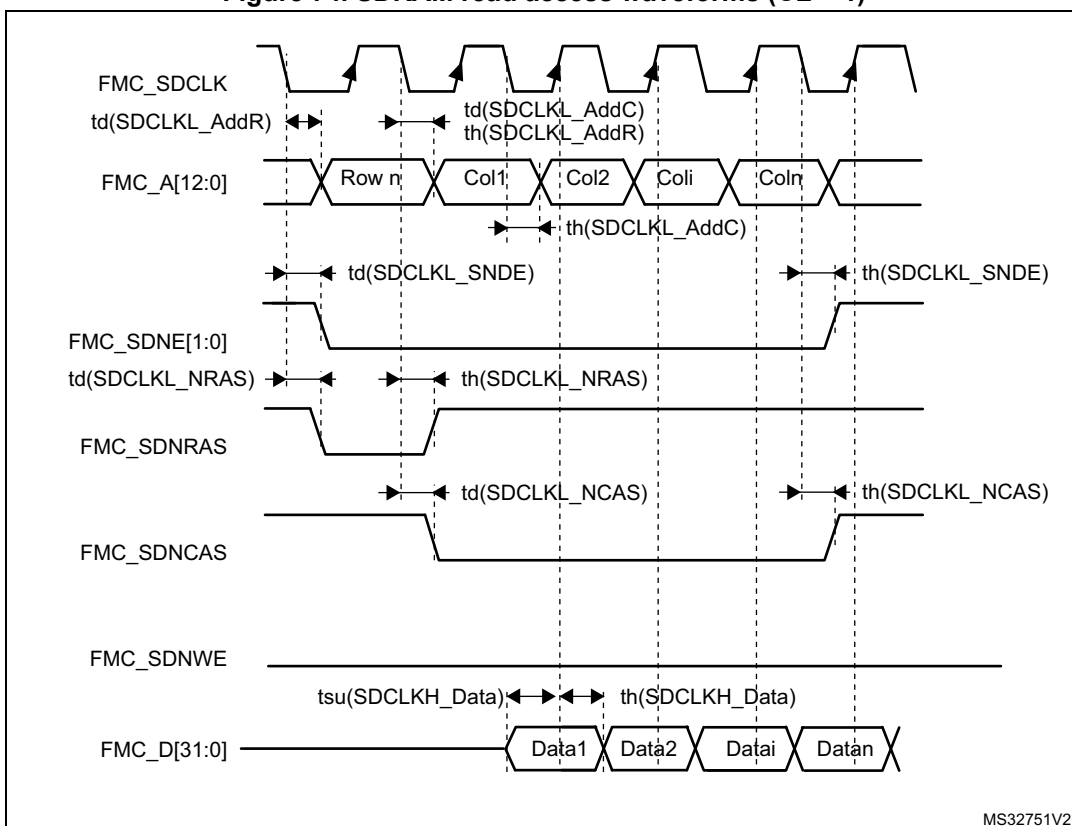 FMC_SDCLK
td(SDCLKL_AddR)
td(SDCLKL_AddC)
th(SDCLKL_AddR)
FMC_A[12:0]
Row n
Col1
Col2
Coli
Coln
th(SDCLKL_AddC)
td(SDCLKL_SNDE)
th(SDCLKL_SNDE)
FMC_SDNE[1:0]
td(SDCLKL_NRAS)
th(SDCLKL_NRAS)
FMC_SDNRAS
td(SDCLKL_NCAS)
th(SDCLKL_NCAS)
FMC_SDNCAS
FMC_SDNWE
tsu(SDCLKH_Data)
th(SDCLKH_Data)
FMC_D[31:0]
Data1
Data2
Datai
Datan
MS32751V2